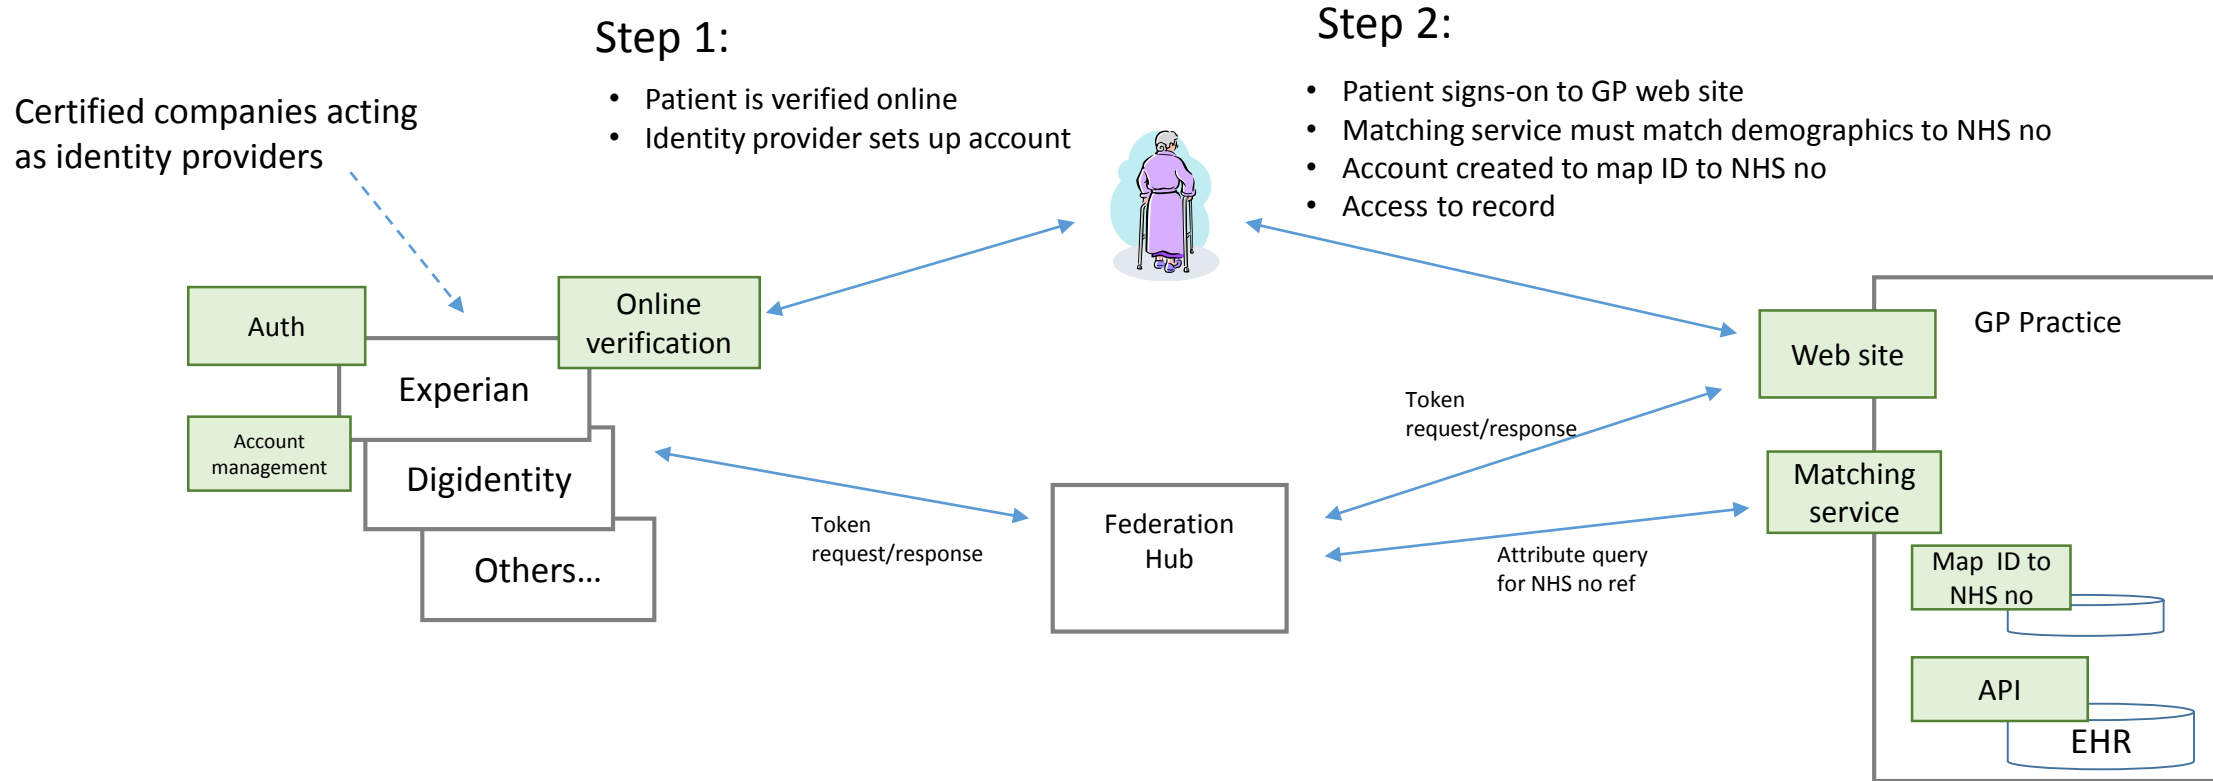 Step 1:
• Patient is verified online
• Identity provider sets up account
Step 2:
• Patient signs-on to GP web site
• Matching service must match demographics to NHS no
• Account created to map ID to NHS no
• Access to record
Certified companies acting
as identity providers
Auth
Online
verification
Experian
Account
management
Digidentity
Others...
Token
request/response
Federation
Hub
Token
request/response
Attribute query
for NHS no ref
GP Practice
Web site
Matching
service
Map ID to
NHS no
API
EHR